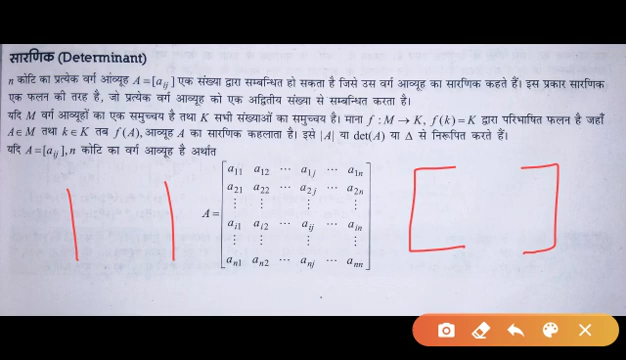 सारणिक (Determinant)
n कोटि का प्रत्येक वर्ग आंव्यूह A = [a_ij] एक संख्या द्वारा सम्बन्धित हो सकता है जिसे उस वर्ग आव्यूह का सारणिक कहते हैं। इस प्रकार सारणिक
एक फलन की तरह है, जो प्रत्येक वर्ग आव्यूह को एक अद्वितीय संख्या से सम्बन्धित करता है।
यदि M वर्ग आव्यूहों का एक समुच्चय है तथा K सभी संख्याओं का समुच्चय है। माना f : M → K, f(k) = K द्वारा परिभाषित फलन है जहाँ
A∈M तथा k∈K तब f(A), आव्यूह A का सारणिक कहलाता है। इसे |A| या det(A) या Δ से निरूपित करते हैं।
यदि A = [a_ij], n कोटि का वर्ग आव्यूह है अर्थात
a11 a12 ··· a1j ··· a1n
a21 a22 ··· a2j ··· a2n
⋮ ⋮ ⋮ ⋮
A = ai1 ai2 ··· aij ··· ain
⋮ ⋮ ⋮ ⋮
an1 an2 ··· anj ··· ann